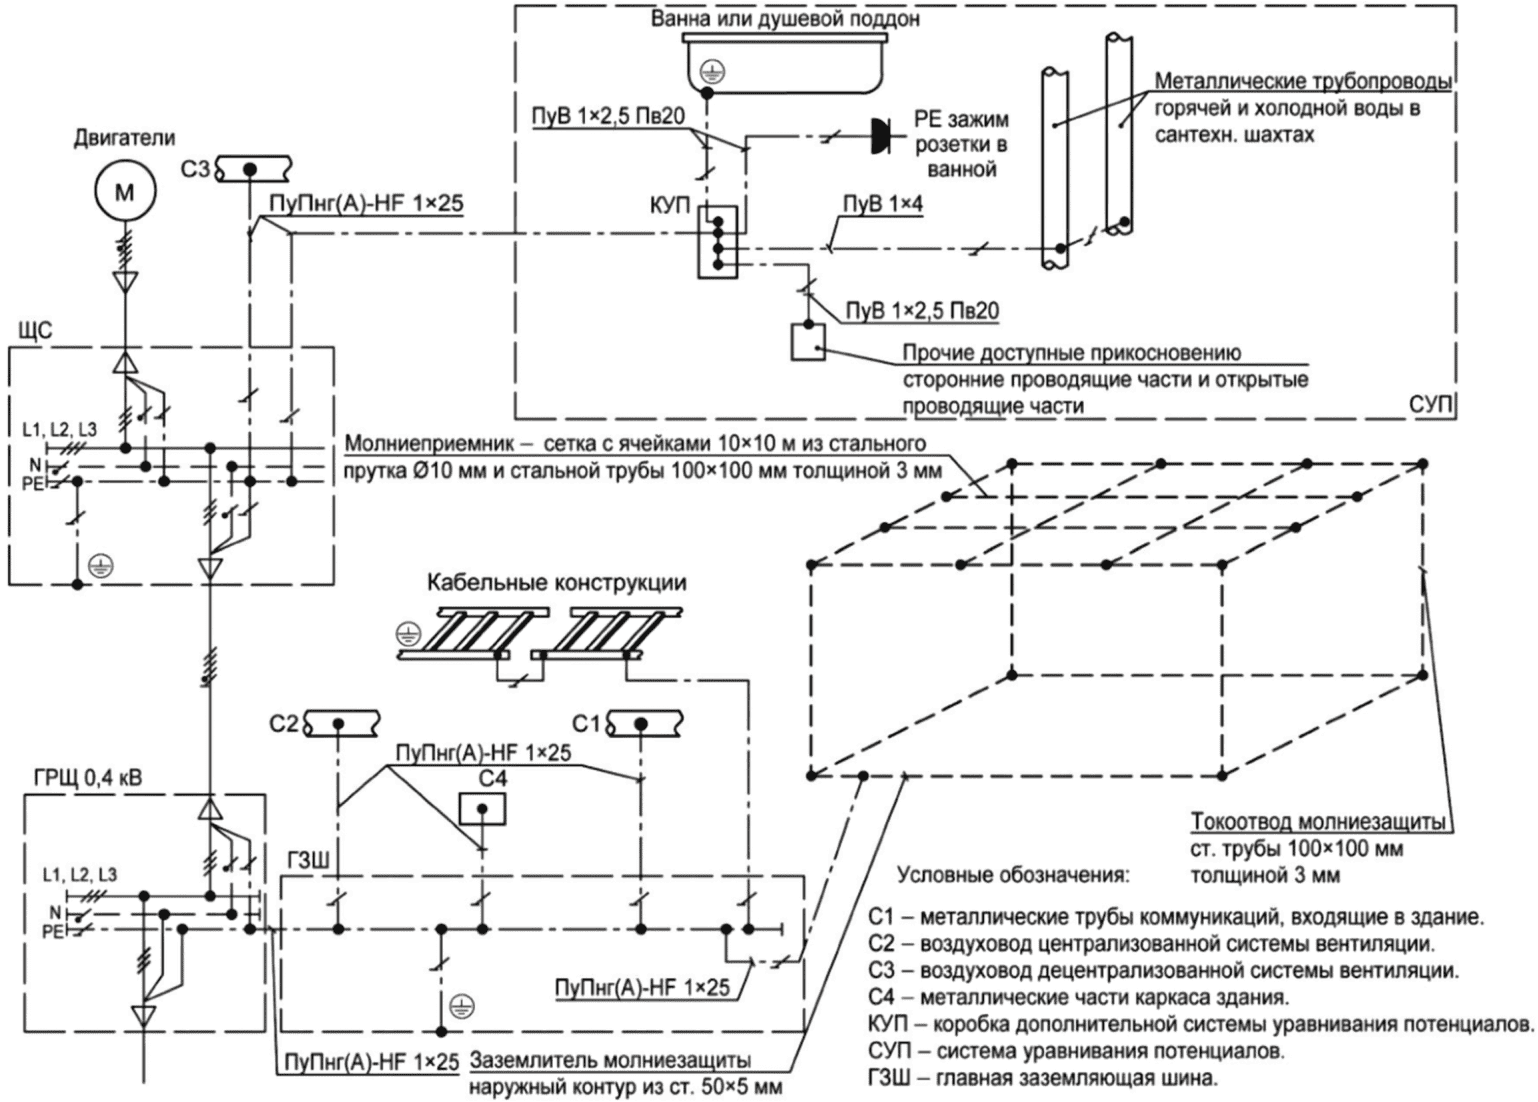 Ванна или душевой поддон
Металлические трубопроводы
горячей и холодной воды в
сантехн. шахтах
ПуВ 1×2,5 Пв20
РЕ зажим
розетки в
ванной
Двигатели
М
С3
ПуПнг(А)-HF 1×25
КУП
ПуВ 1×4
ПуВ 1×2,5 Пв20
Прочие доступные прикосновению
сторонние проводящие части и открытые
проводящие части
СУП
ЩС
L1, L2, L3
N
PE
Молниеприемник – сетка с ячейками 10×10 м из стального
прутка Ø10 мм и стальной трубы 100×100 мм толщиной 3 мм
Кабельные конструкции
С2
С1
ПуПнг(А)-HF 1×25
С4
ГРЩ 0,4 кВ
L1, L2, L3
N
PE
ГЗШ
ПуПнг(А)-HF 1×25
ПуПнг(А)-HF 1×25
Заземлитель молниезащиты
наружный контур из ст. 50×5 мм
Токоотвод молниезащиты
ст. трубы 100×100 мм
толщиной 3 мм
Условные обозначения:
С1 – металлические трубы коммуникаций, входящие в здание.
С2 – воздуховод централизованной системы вентиляции.
С3 – воздуховод децентрализованной системы вентиляции.
С4 – металлические части каркаса здания.
КУП – коробка дополнительной системы уравнивания потенциалов.
СУП – система уравнивания потенциалов.
ГЗШ – главная заземляющая шина.